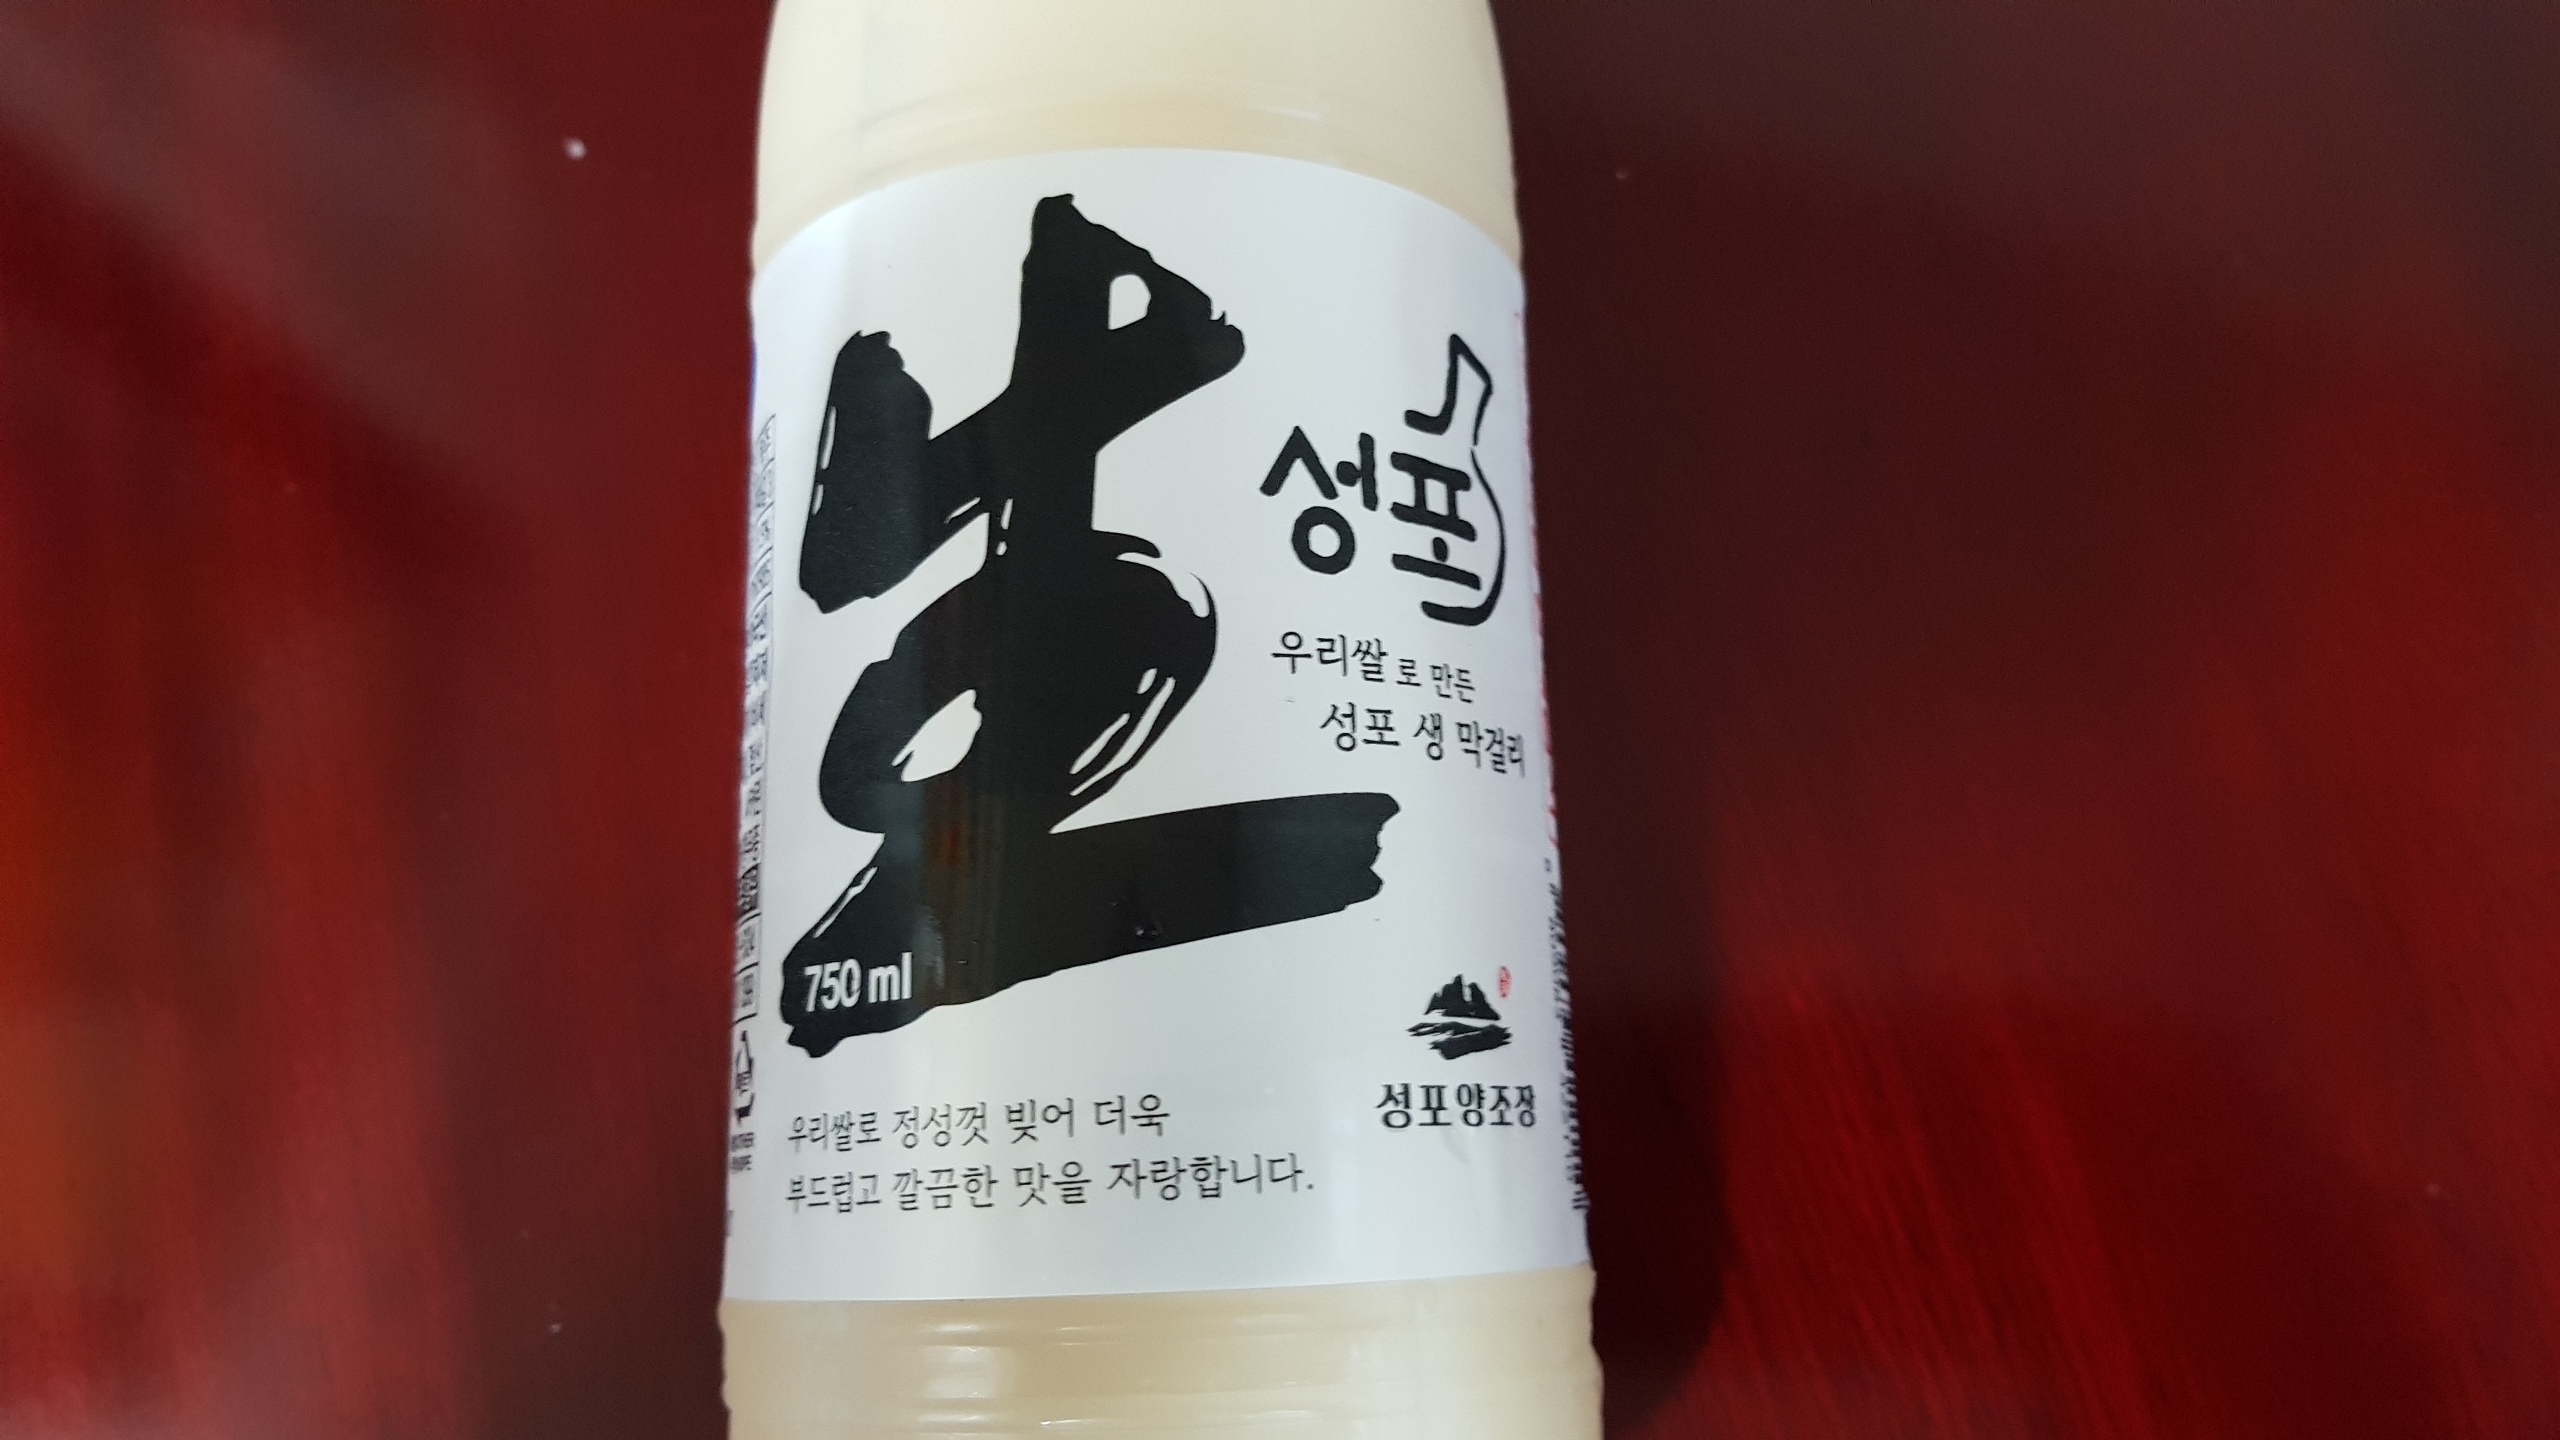 生
성포
우리쌀로 만든
성포 생 막걸리
750 ml
성포양조장
우리쌀로 정성껏 빚어 더욱
부드럽고 깔끔한 맛을 자랑합니다.